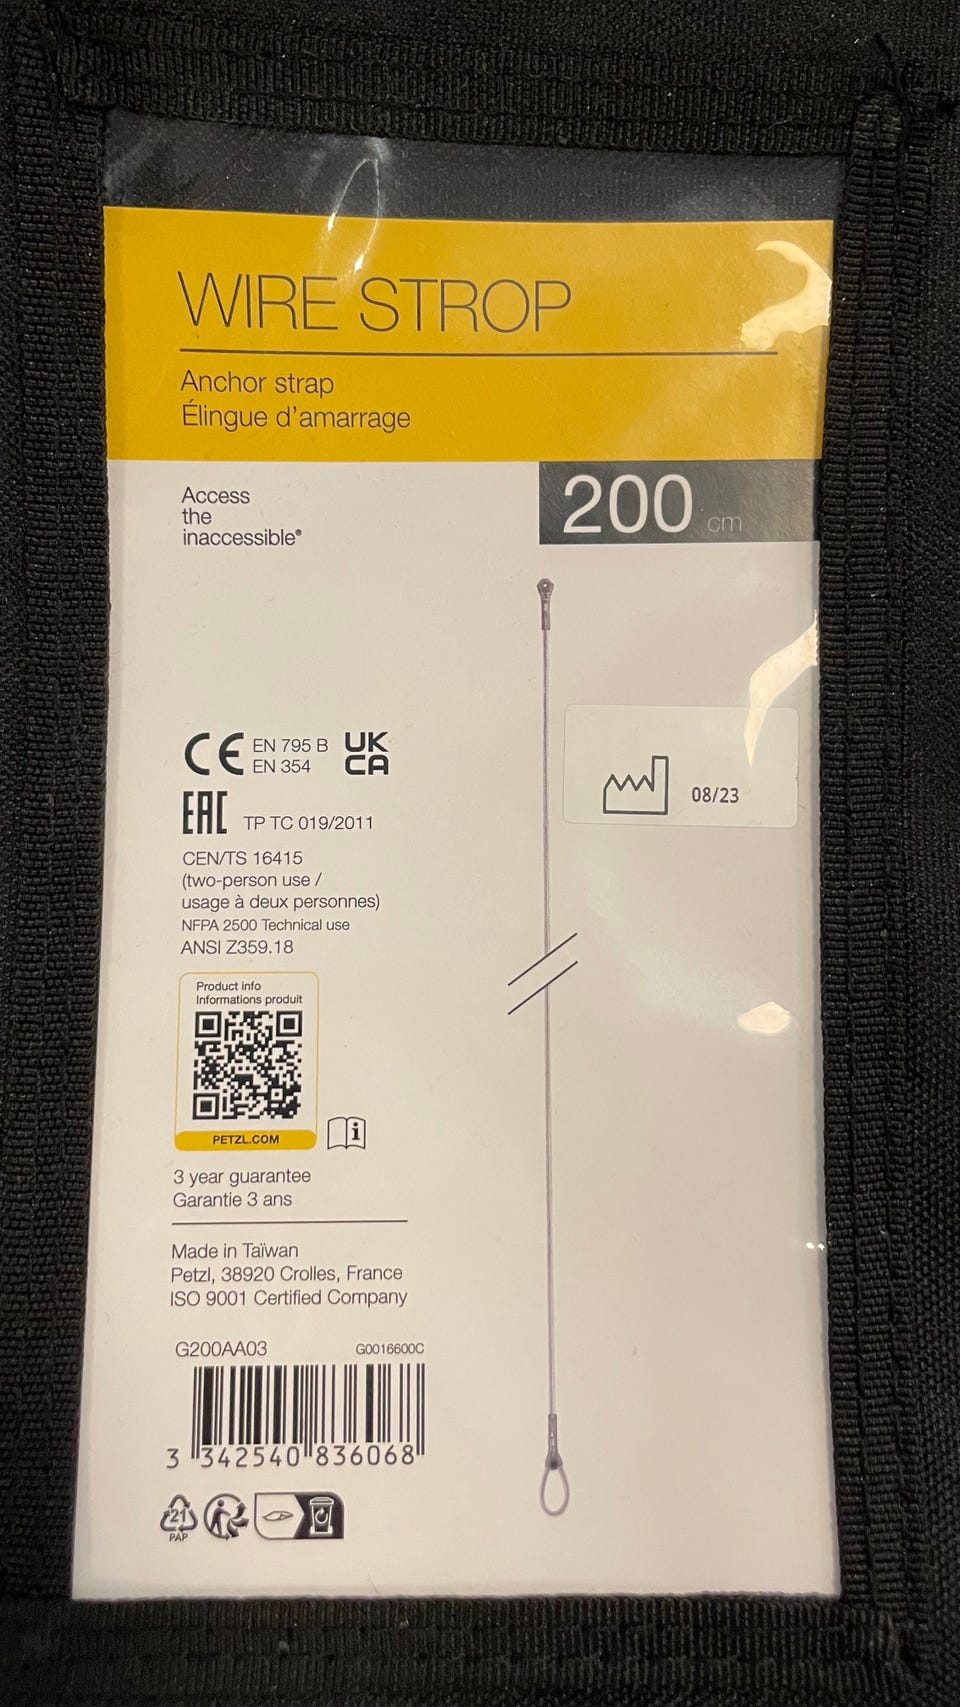 WIRE STROP
Anchor strap
Élingue d'amarrage
Access
the
inaccessible®
200 cm
CE EN 795 B
EN 354
UK
CA
08/23
EAC TP TC 019/2011
CEN/TS 16415
(two-person use /
usage à deux personnes)
NFPA 2500 Technical use
ANSI Z359.18
Product info
Informations produit
PETZL.COM
i
3 year guarantee
Garantie 3 ans
Made in Taïwan
Petzl, 38920 Crolles, France
ISO 9001 Certified Company
G200AA03 G0016600C
3 342540 836068
21
PAP